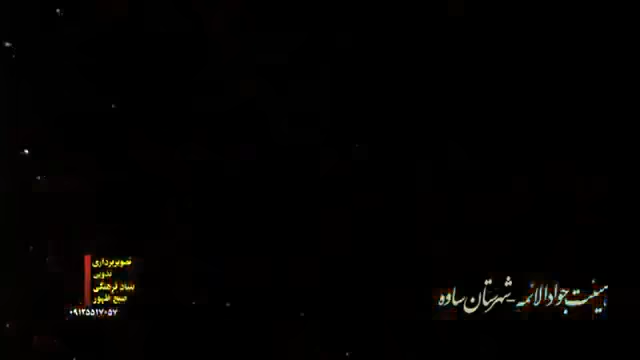 تصویربرداری
تدوین
بنیاد فرهنگی
صبح ظهور
۰۹۱۲۵۵۱۷۰۵۷
هیئت جوادالائمه - شهرستان ساوه